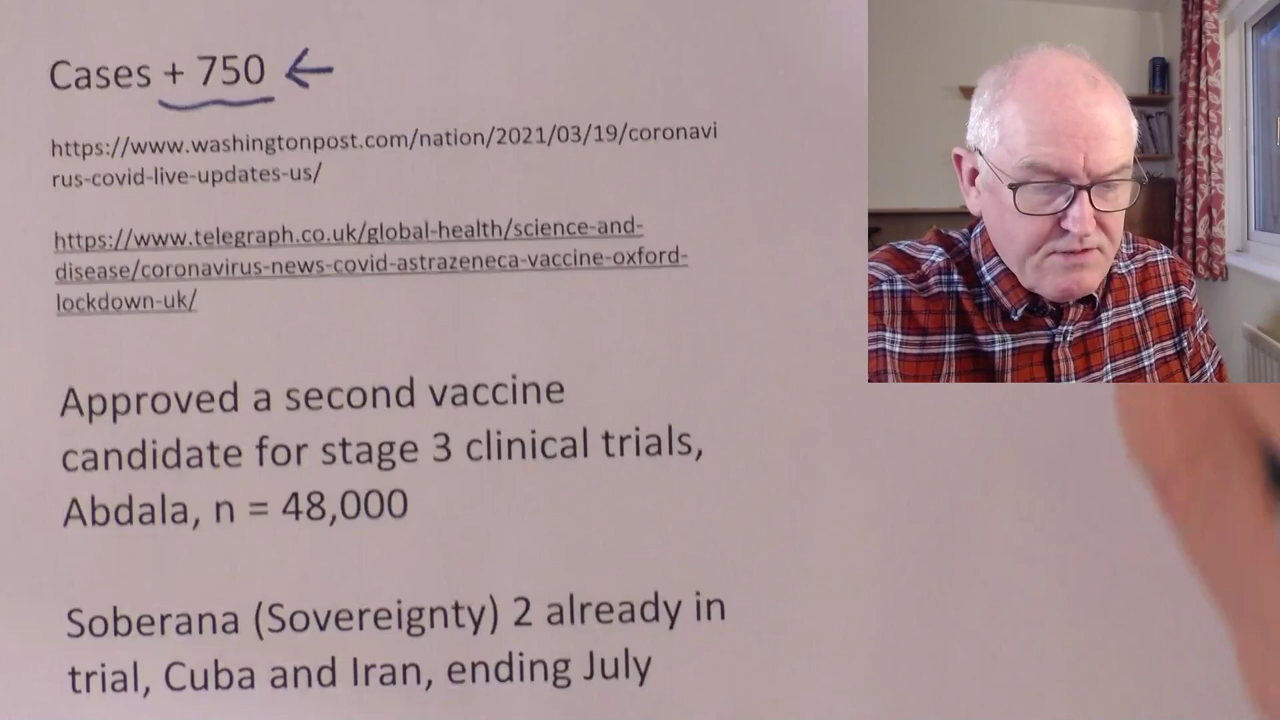 Cases + 750 ←
https://www.washingtonpost.com/nation/2021/03/19/coronavi
rus-covid-live-updates-us/
https://www.telegraph.co.uk/global-health/science-and-
disease/coronavirus-news-covid-astrazeneca-vaccine-oxford-
lockdown-uk/
Approved a second vaccine
candidate for stage 3 clinical trials,
Abdala, n = 48,000
Soberana (Sovereignty) 2 already in
trial, Cuba and Iran, ending July